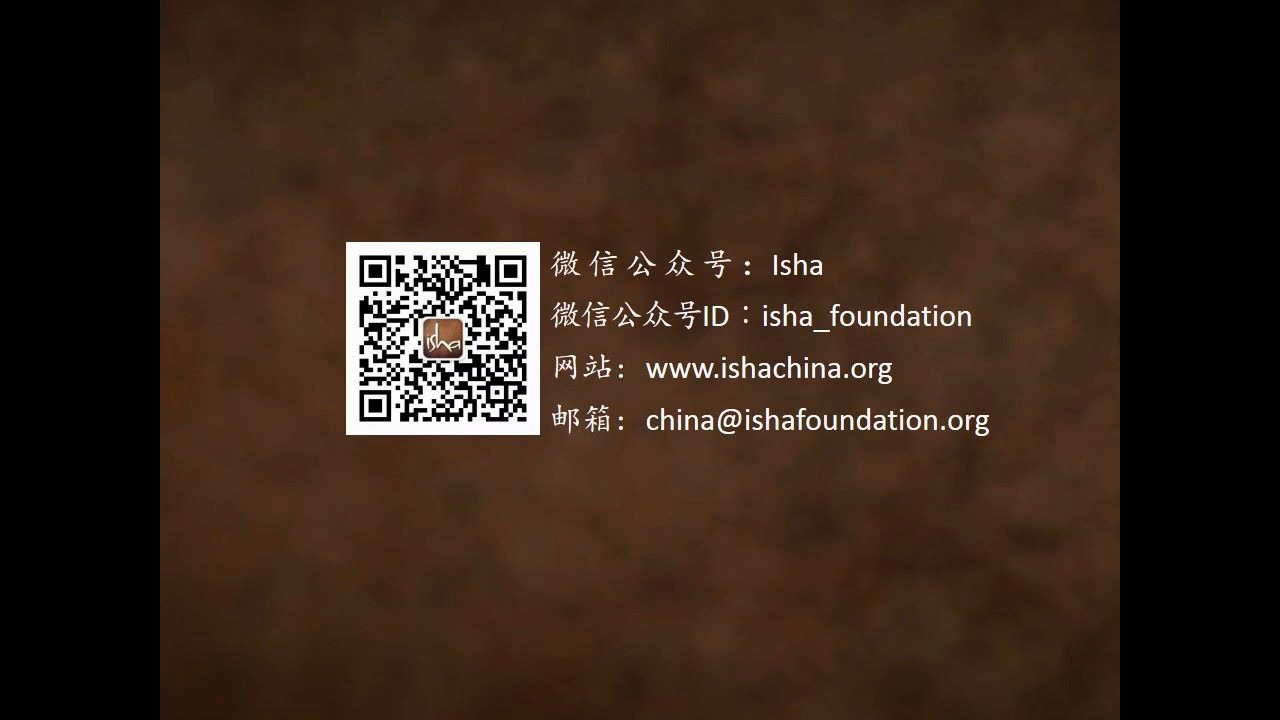 isha
微信公众号：Isha
微信公众号ID：isha_foundation
网站：www.ishachina.org
邮箱：china@ishafoundation.org